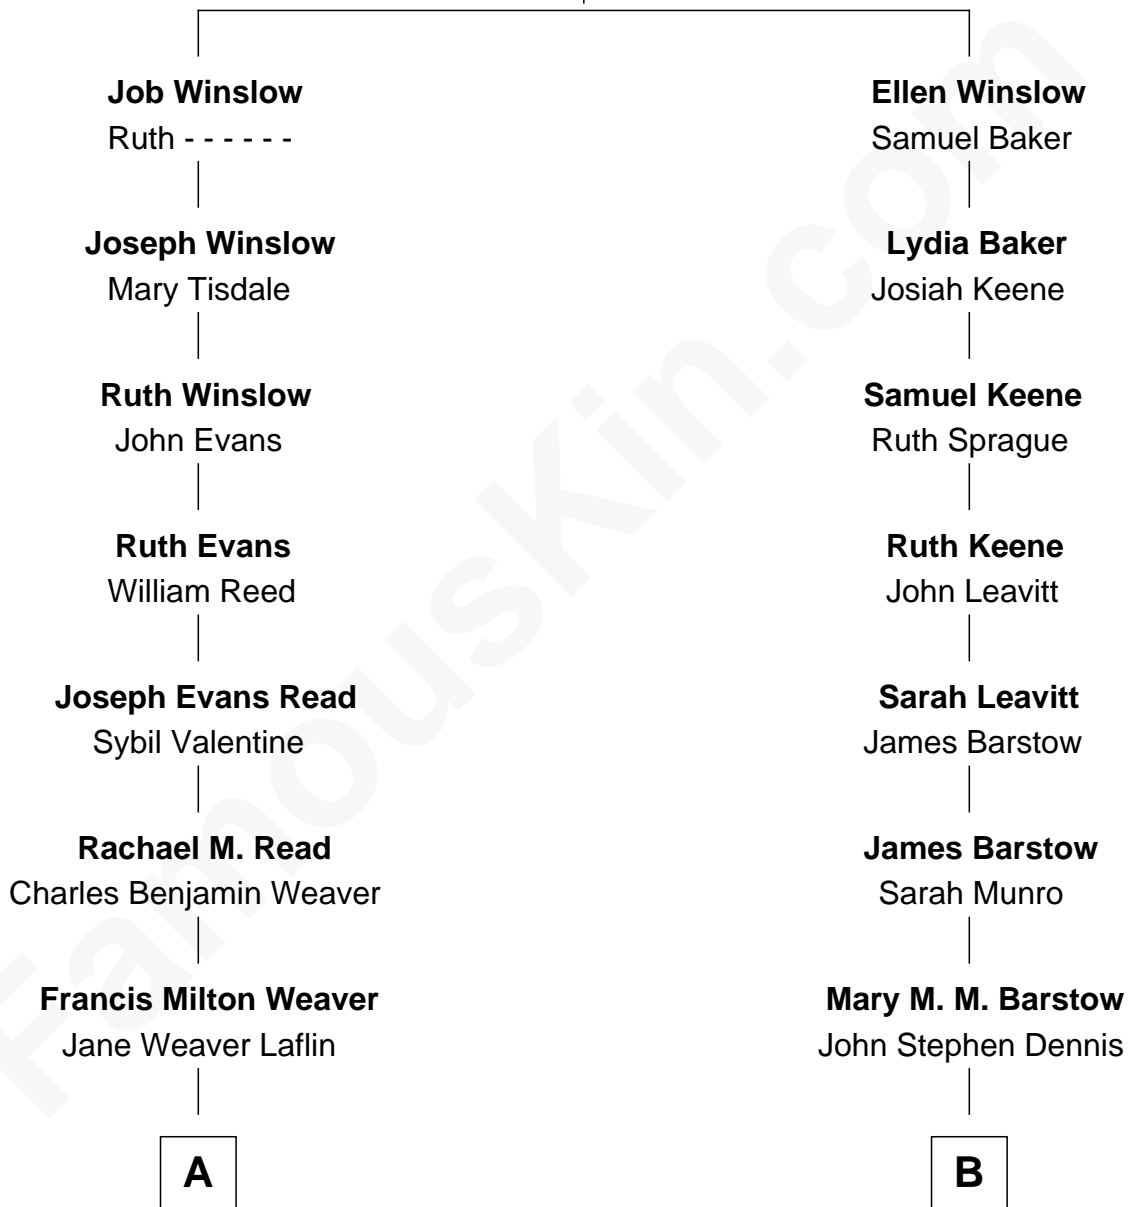 Job Winslow
Ruth - - - - - -
Joseph Winslow
Mary Tisdale
Ruth Winslow
John Evans
Ruth Evans
William Reed
Joseph Evans Read
Sybil Valentine
Rachael M. Read
Charles Benjamin Weaver
Francis Milton Weaver
Jane Weaver Laflin
A
Ellen Winslow
Samuel Baker
Lydia Baker
Josiah Keene
Samuel Keene
Ruth Sprague
Ruth Keene
John Leavitt
Sarah Leavitt
James Barstow
James Barstow
Sarah Munro
Mary M. M. Barstow
John Stephen Dennis
B
FamousKin.com